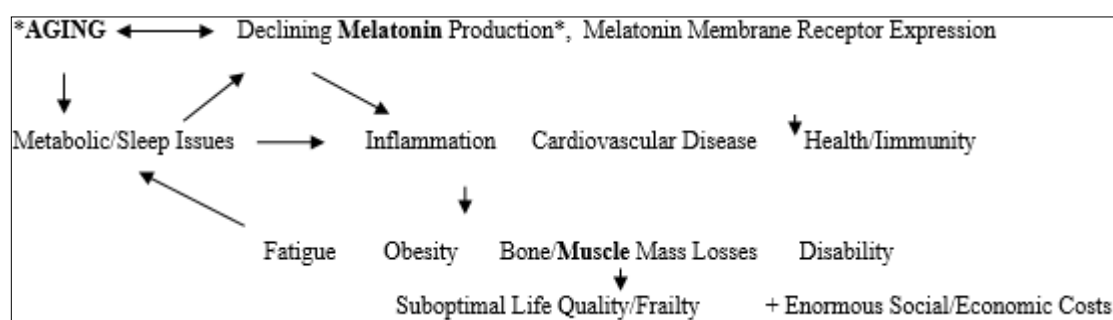 *AGING Declining Melatonin Production*, Melatonin Membrane Receptor Expression
Metabolic/Sleep Issues Inflammation Cardiovascular Disease Health/Iimmunity
Fatigue Obesity Bone/Muscle Mass Losses Disability
Suboptimal Life Quality/Frailty + Enormous Social/Economic Costs